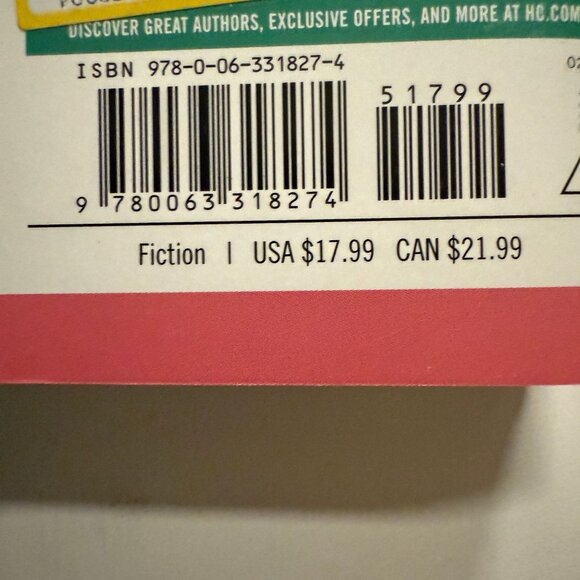 DISCOVER GREAT AUTHORS, EXCLUSIVE OFFERS, AND MORE AT HC.COM
ISBN 978-0-06-331827-4
51799
9 780063 318274
Fiction | USA $17.99 CAN $21.99